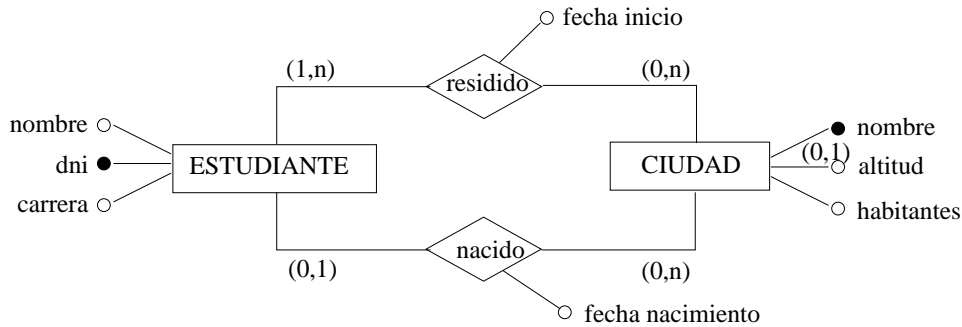 fecha inicio
(1,n)
residido
(0,n)
nombre
dni
carrera
ESTUDIANTE
CIUDAD
nombre
(0,1)
altitud
habitantes
(0,1)
nacido
(0,n)
fecha nacimiento